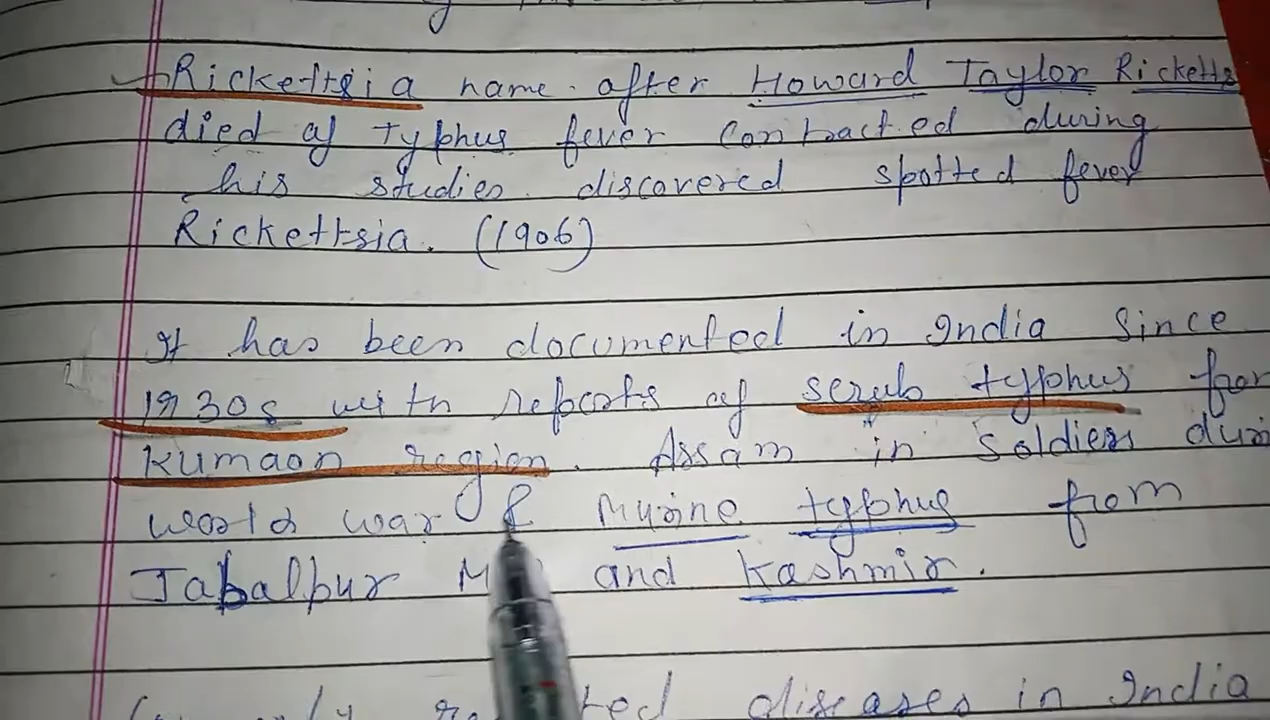 Rickettsia name after Howard Taylor Ricketts
died of Typhus fever Contracted during
his studies. discovered spotted fever
Rickettsia. (1906)
It has been documented in India Since
1930s with reports of scrub typhus from
Kumaon region. Assam in soldiers
world war & Murine typhus from
Jabalpur and Kashmir.
diseases in India